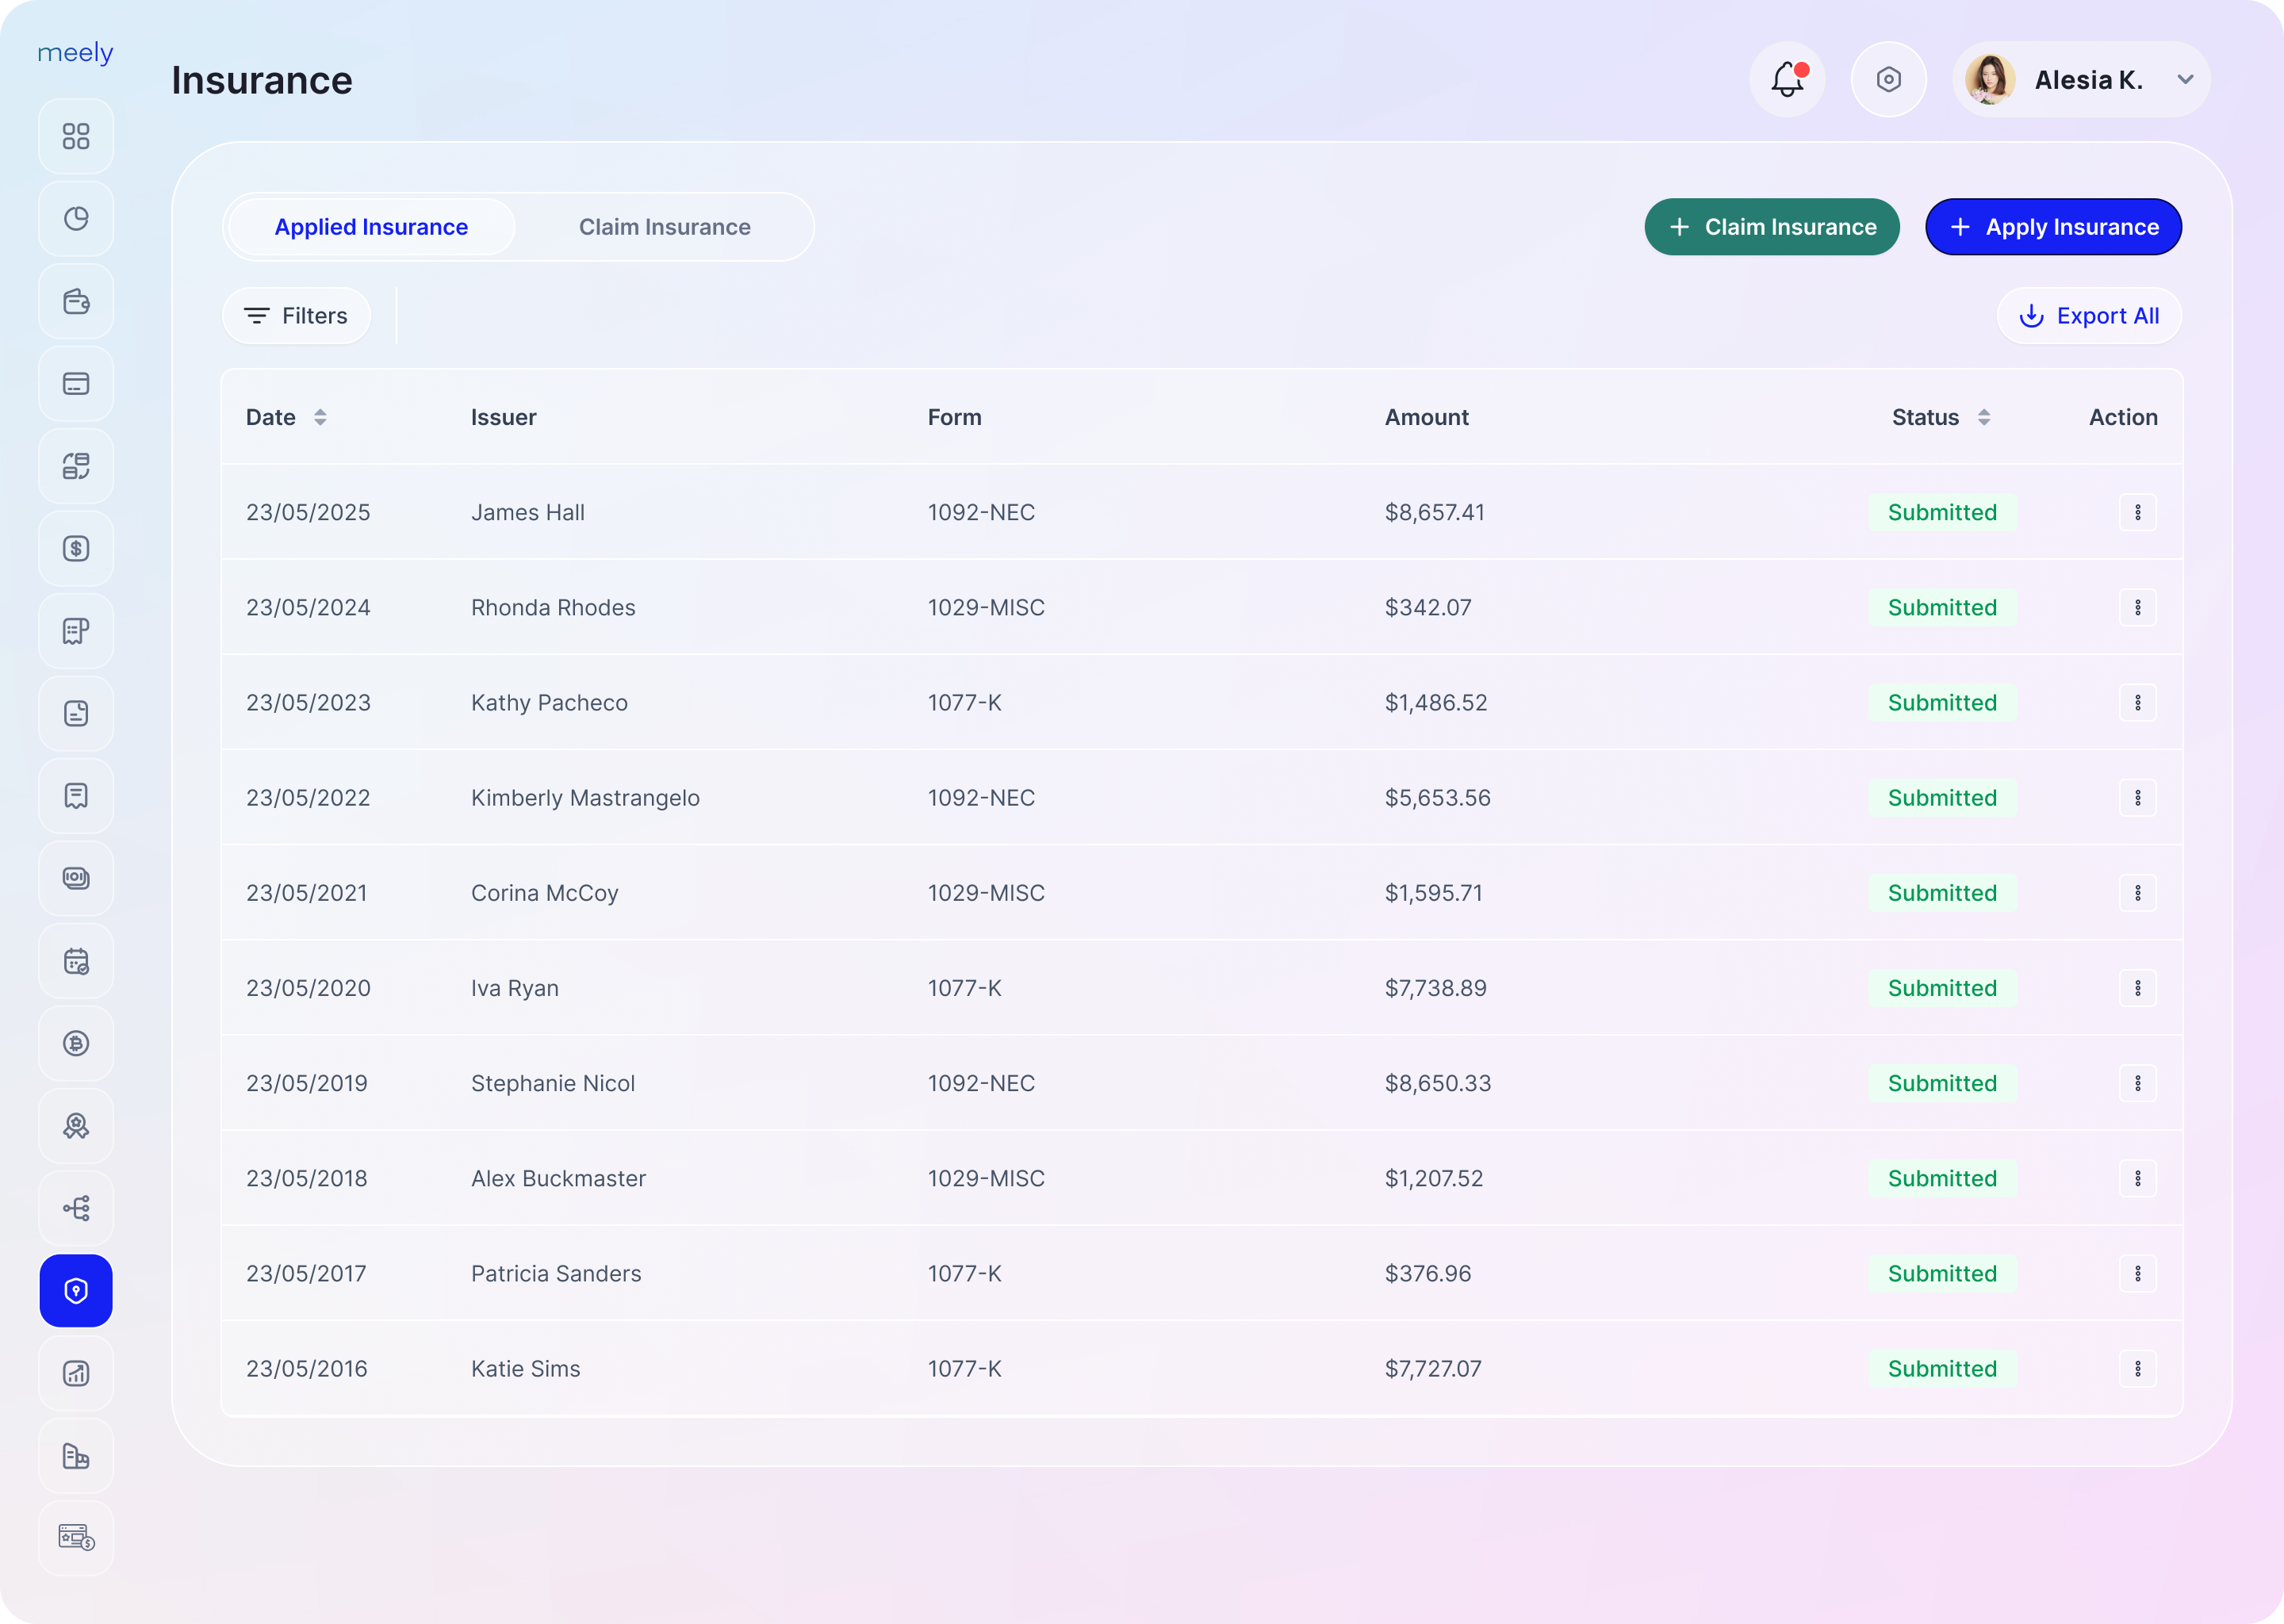 meely
Insurance
Alesia K.
Applied Insurance Claim Insurance
+ Claim Insurance + Apply Insurance
Filters Export All
Date Issuer Form Amount Status Action
23/05/2025 James Hall 1092-NEC $8,657.41 Submitted
23/05/2024 Rhonda Rhodes 1029-MISC $342.07 Submitted
23/05/2023 Kathy Pacheco 1077-K $1,486.52 Submitted
23/05/2022 Kimberly Mastrangelo 1092-NEC $5,653.56 Submitted
23/05/2021 Corina McCoy 1029-MISC $1,595.71 Submitted
23/05/2020 Iva Ryan 1077-K $7,738.89 Submitted
23/05/2019 Stephanie Nicol 1092-NEC $8,650.33 Submitted
23/05/2018 Alex Buckmaster 1029-MISC $1,207.52 Submitted
23/05/2017 Patricia Sanders 1077-K $376.96 Submitted
23/05/2016 Katie Sims 1077-K $7,727.07 Submitted